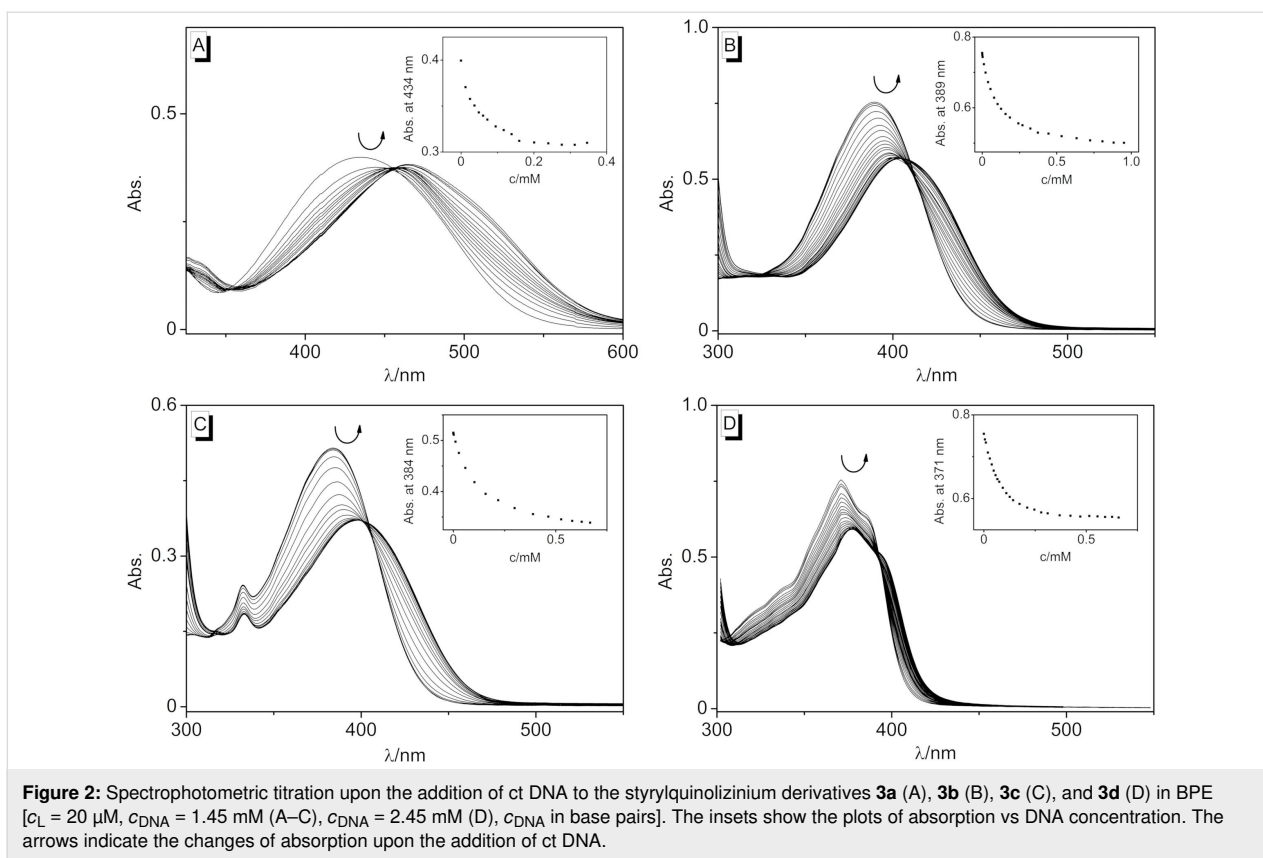 A
0.5
0
Abs.
400
500
600
λ/nm
0.4
0.3
Abs. at 434 nm
0.0
0.2
0.4
c/mM
B
1.0
0.75
0.5
0.25
0
Abs.
300
400
500
λ/nm
0.8
0.6
Abs. at 389 nm
0.0
0.5
1.0
c/mM
C
0.6
0.3
0
Abs.
300
400
500
λ/nm
0.5
0.4
Abs. at 384 nm
0
0.5
c/mM
D
1.0
0.5
0
Abs.
300
400
500
λ/nm
0.8
0.6
Abs. at 371 nm
0
0.5
c/mM
Figure 2: Spectrophotometric titration upon the addition of ct DNA to the styrylquinolizinium derivatives 3a (A), 3b (B), 3c (C), and 3d (D) in BPE
[cL = 20 µM, cDNA = 1.45 mM (A–C), cDNA = 2.45 mM (D), cDNA in base pairs]. The insets show the plots of absorption vs DNA concentration. The
arrows indicate the changes of absorption upon the addition of ct DNA.